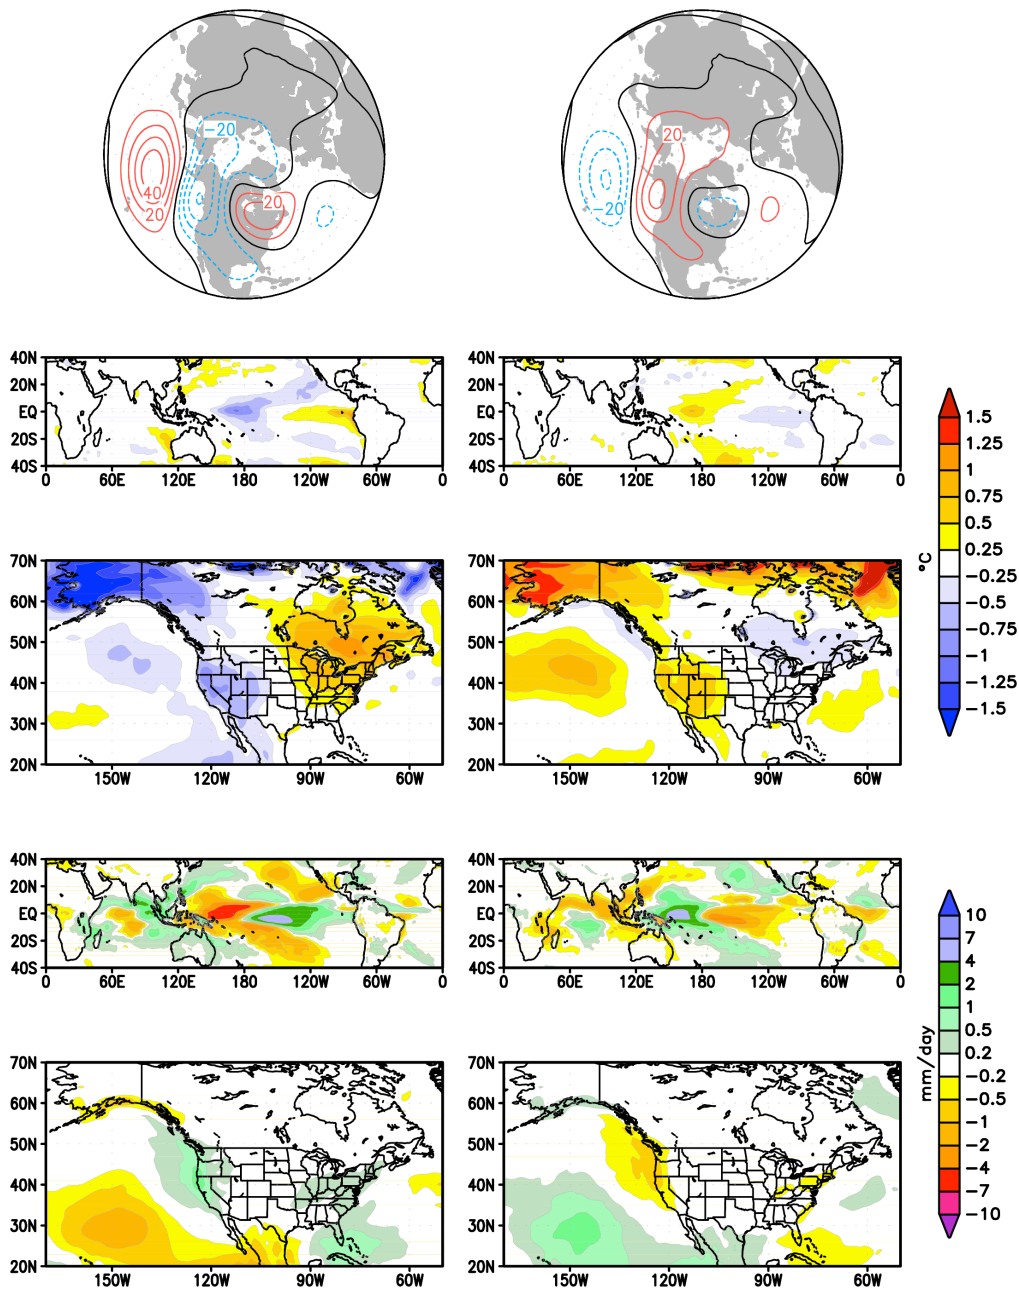 -20
40
20
20
20
-20
40N 40N
20N 20N
EQ EQ
20S 20S
40S 40S
0 60E 120E 180 120W 60W 0 0 60E 120E 180 120W 60W 0
1.5
1.25
1
0.75
0.5
0.25
-0.25
-0.5
-0.75
-1
-1.25
-1.5
°C
70N 70N
60N 60N
50N 50N
40N 40N
30N 30N
20N 20N
150W 120W 90W 60W 150W 120W 90W 60W
40N 40N
20N 20N
EQ EQ
20S 20S
40S 40S
0 60E 120E 180 120W 60W 0 0 60E 120E 180 120W 60W 0
10
7
4
2
1
0.5
0.2
-0.2
-0.5
-1
-2
-4
-7
-10
mm/day
70N 70N
60N 60N
50N 50N
40N 40N
30N 30N
20N 20N
150W 120W 90W 60W 150W 120W 90W 60W